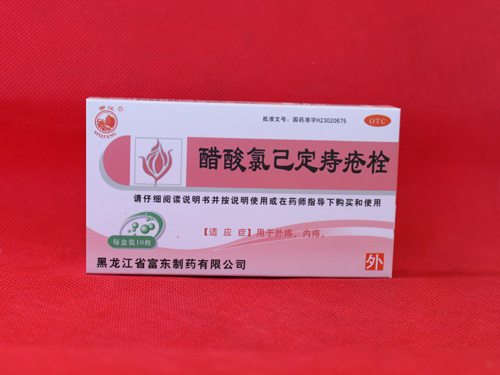 批准文号：国药准字H23020675
OTC
醋酸氯己定痔疮栓
请仔细阅读说明书并按说明使用或在药师指导下购买和使用
【适 应 症】用于外痔、内痔。
每盒装10枚
黑龙江省富东制药有限公司
外